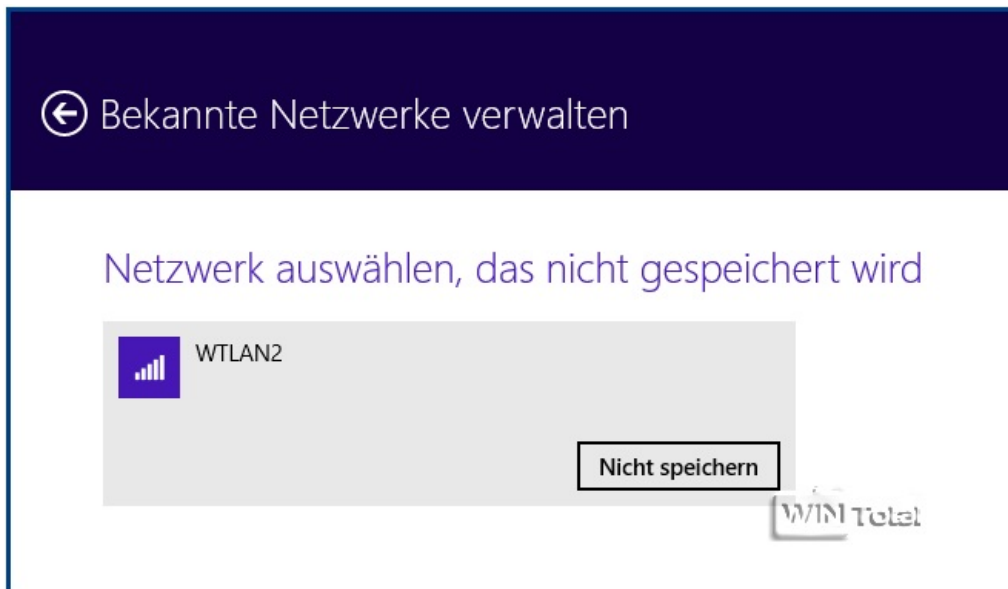 Bekannte Netzwerke verwalten
Netzwerk auswählen, das nicht gespeichert wird
WTLAN2
Nicht speichern
WIN Total